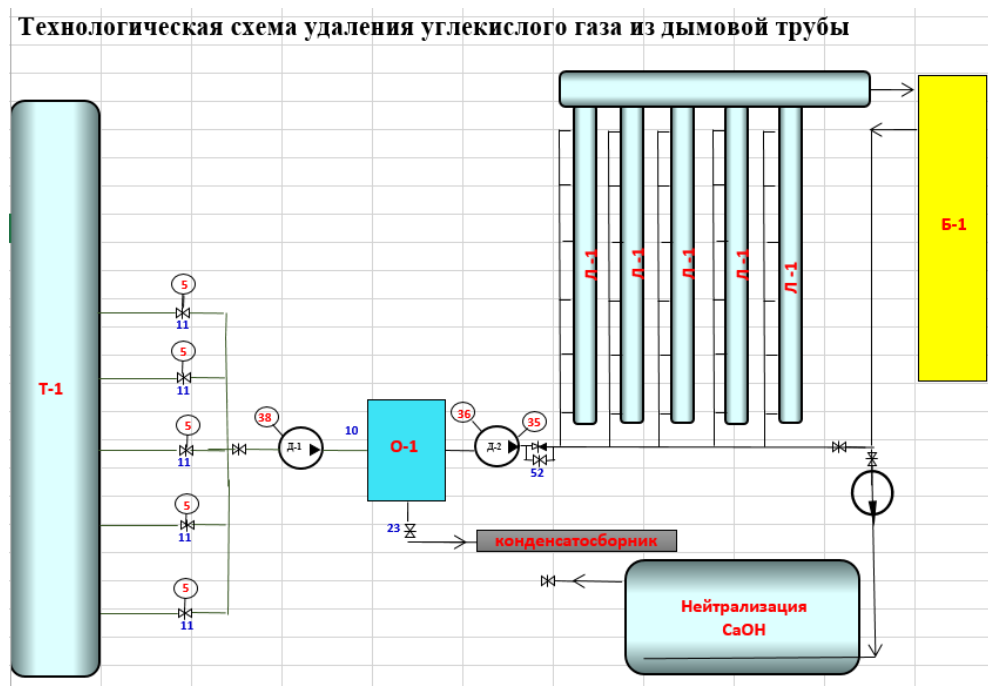 Технологическая схема удаления углекислого газа из дымовой трубы
Т-1
5
11
5
11
5
11
5
11
5
11
38
Д-1
10
О-1
23
конденсатосборник
36
Д-2
35
52
Д -1
Д -1
Д -1
Д -1
Л -1
Б-1
Нейтрализация
СаОН